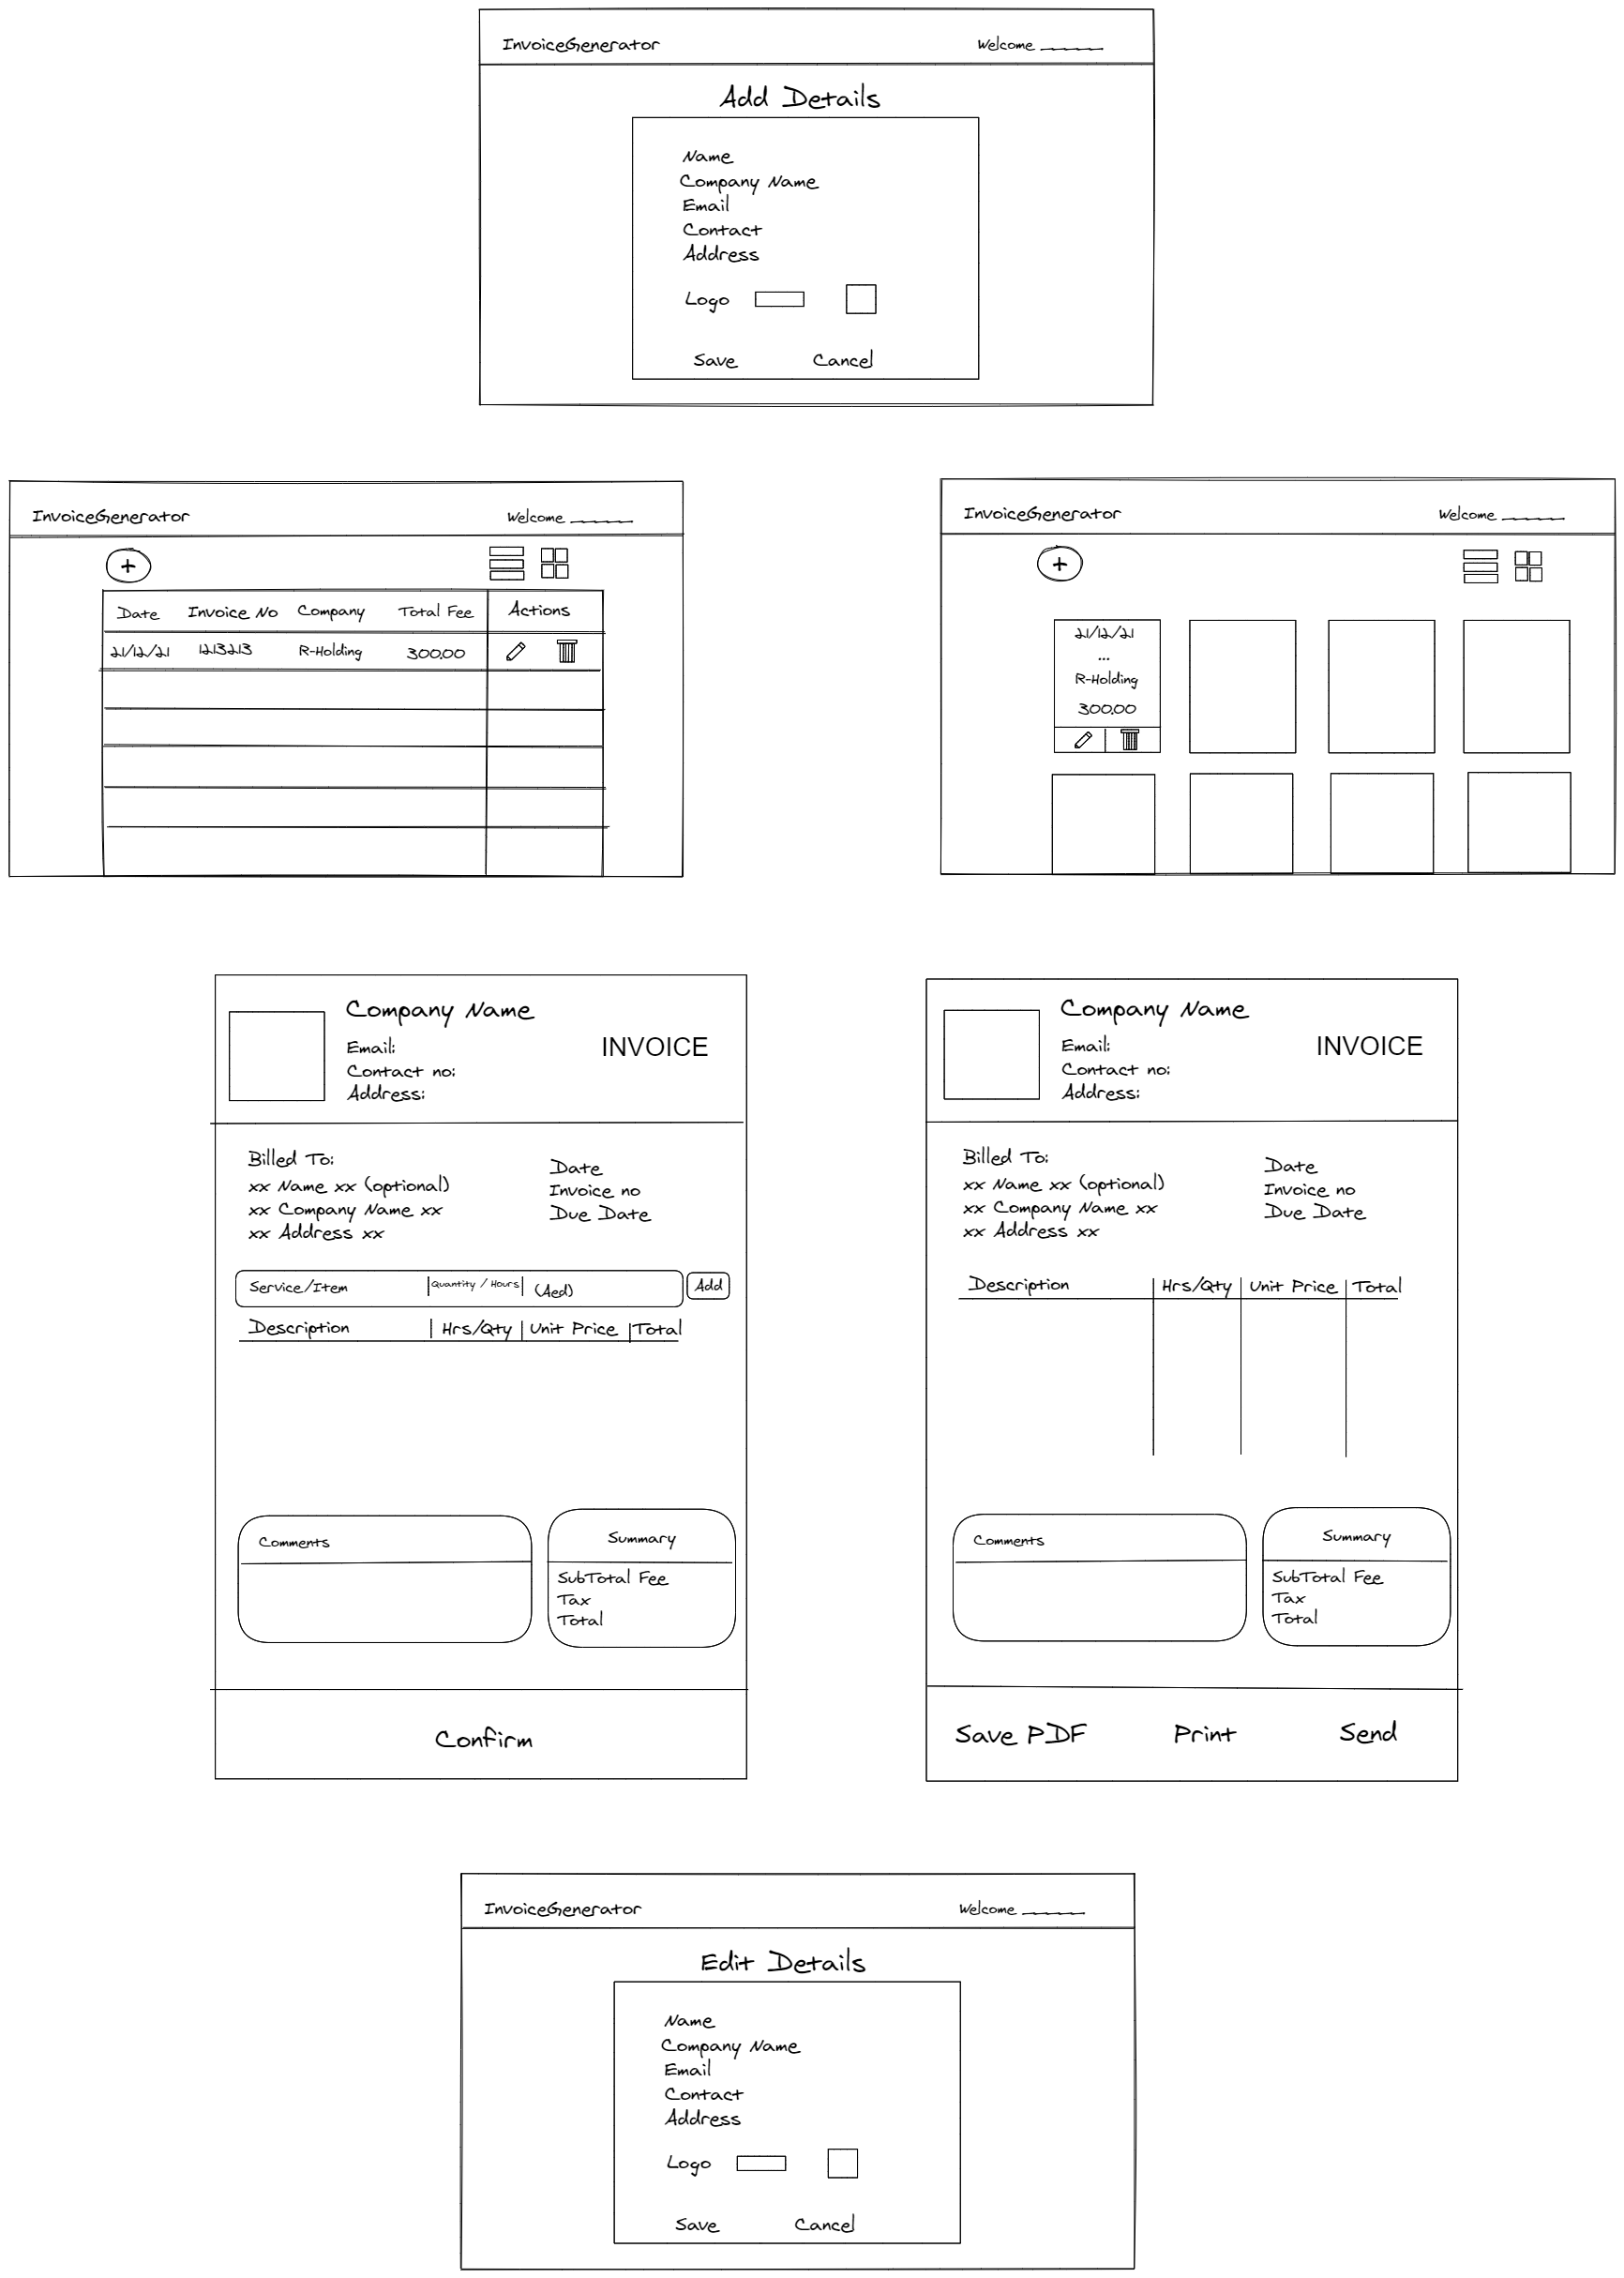 InvoiceGenerator Welcome
Add Details
Name
Company Name
Email
Contact
Address
Logo
Save Cancel
InvoiceGenerator Welcome
+
Date Invoice No Company Total Fee Actions
21/12/21 1213213 R-Holding 300.00
InvoiceGenerator Welcome
+
21/12/21
...
R-Holding
300.00
Company Name
Email:
INVOICE
Contact no:
Address:
Billed To:
xx Name xx (optional)
xx Company Name xx
xx Address xx
Date
Invoice no
Due Date
Service/Item Quantity / Hours (Aed) Add
Description Hrs/Qty Unit Price Total
Comments
Summary
SubTotal Fee
Tax
Total
Confirm
Company Name
Email:
INVOICE
Contact no:
Address:
Billed To:
xx Name xx (optional)
xx Company Name xx
xx Address xx
Date
Invoice no
Due Date
Description Hrs/Qty Unit Price Total
Comments
Summary
SubTotal Fee
Tax
Total
Save PDF Print Send
InvoiceGenerator Welcome
Edit Details
Name
Company Name
Email
Contact
Address
Logo
Save Cancel